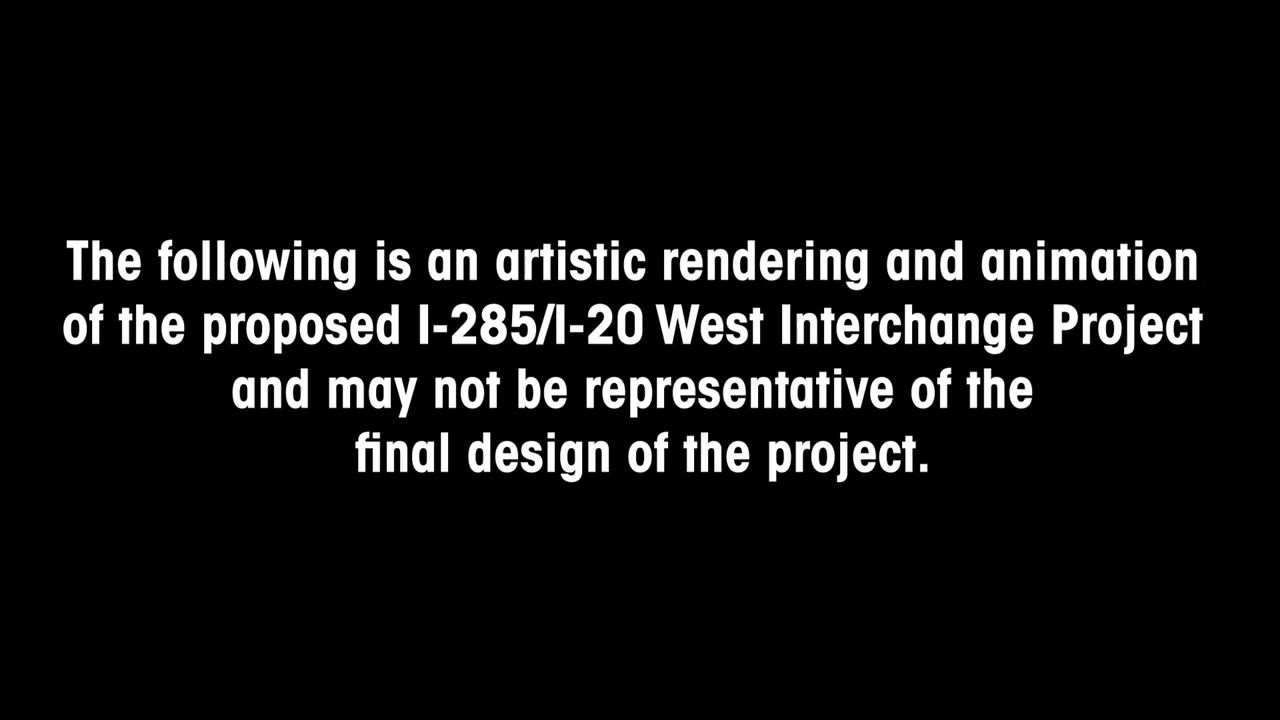 The following is an artistic rendering and animation
of the proposed I-285/I-20 West Interchange Project
and may not be representative of the
final design of the project.